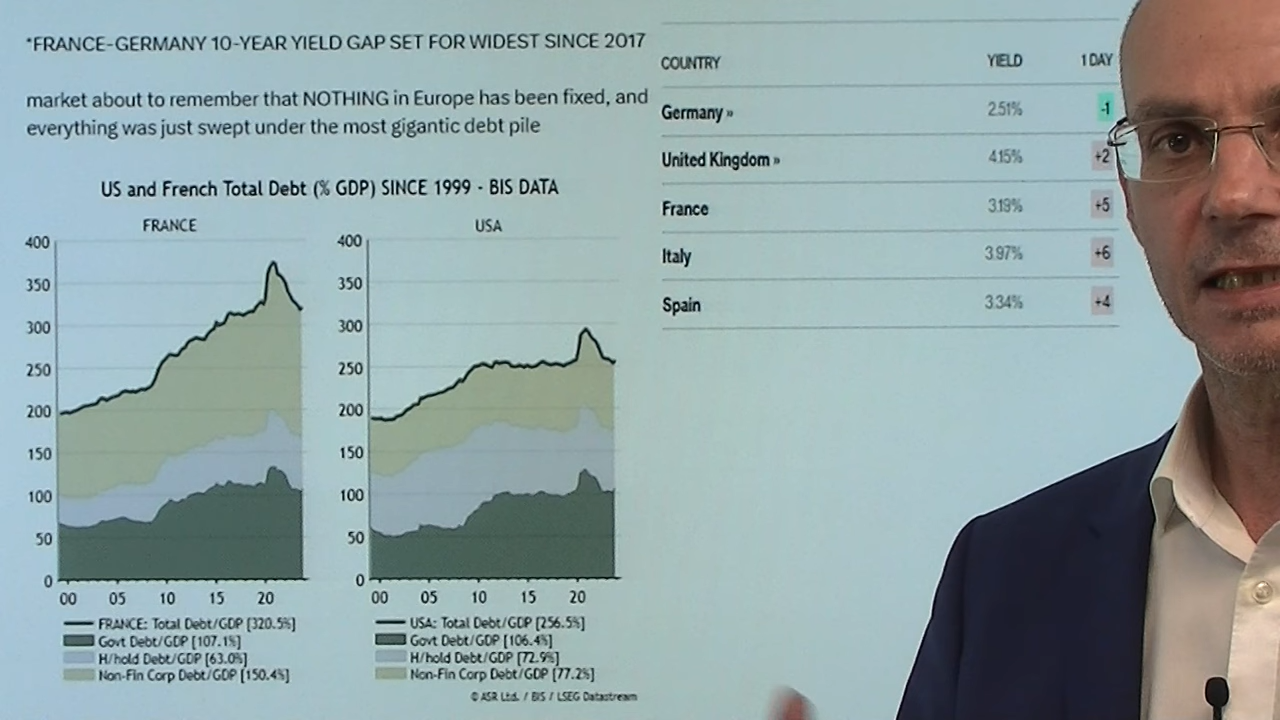 *FRANCE-GERMANY 10-YEAR YIELD GAP SET FOR WIDEST SINCE 2017
market about to remember that NOTHING in Europe has been fixed, and
everything was just swept under the most gigantic debt pile
US and French Total Debt (% GDP) SINCE 1999 - BIS DATA
FRANCE
400
350
300
250
200
150
100
50
0
00 05 10 15 20
FRANCE: Total Debt/GDP [320.5%]
Govt Debt/GDP [107.1%]
H/hold Debt/GDP [63.0%]
Non-Fin Corp Debt/GDP [150.4%]
USA
400
350
300
250
200
150
100
50
0
00 05 10 15 20
USA: Total Debt/GDP [256.5%]
Govt Debt/GDP [106.4%]
H/hold Debt/GDP [72.9%]
Non-Fin Corp Debt/GDP [77.2%]
© ASR Ltd. / BIS / LSEG Datastream
COUNTRY YIELD 1 DAY
Germany » 2.51% -1
United Kingdom » 4.15% +2
France 3.19% +5
Italy 3.97% +6
Spain 3.34% +4